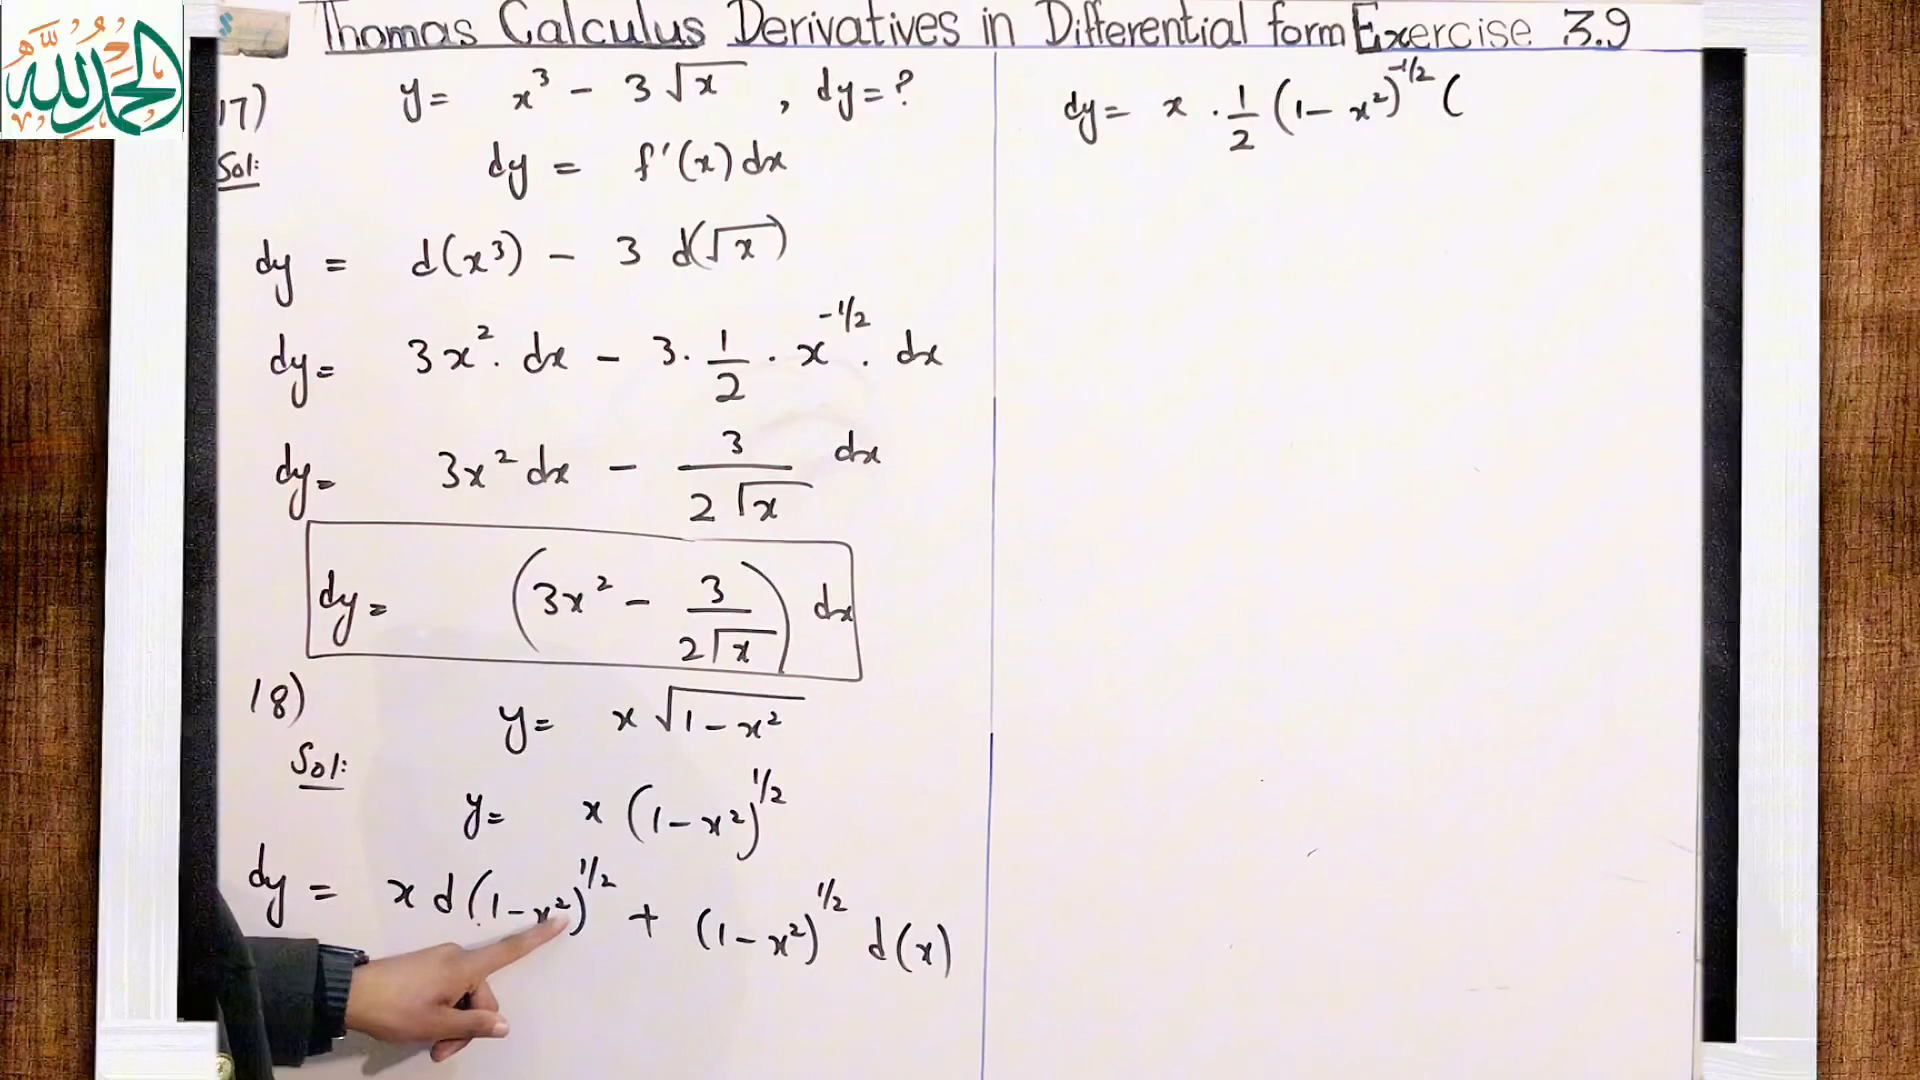 الحمد لله
Thomas Calculus Derivatives in Differential form Exercise 3.9
17) y = x³ - 3√x , dy = ?
Sol:
dy = f'(x) dx
dy = d(x³) - 3 d(√x)
dy = 3x² . dx - 3 . 1/2 . x^-1/2 . dx
dy = 3x² dx - 3/(2√x) dx
dy = (3x² - 3/(2√x)) dx
18) y = x √(1-x²)
Sol:
y = x (1-x²)^1/2
dy = x d(1-x²)^1/2 + (1-x²)^1/2 d(x)
dy = x . 1/2 (1-x²)^-1/2 (